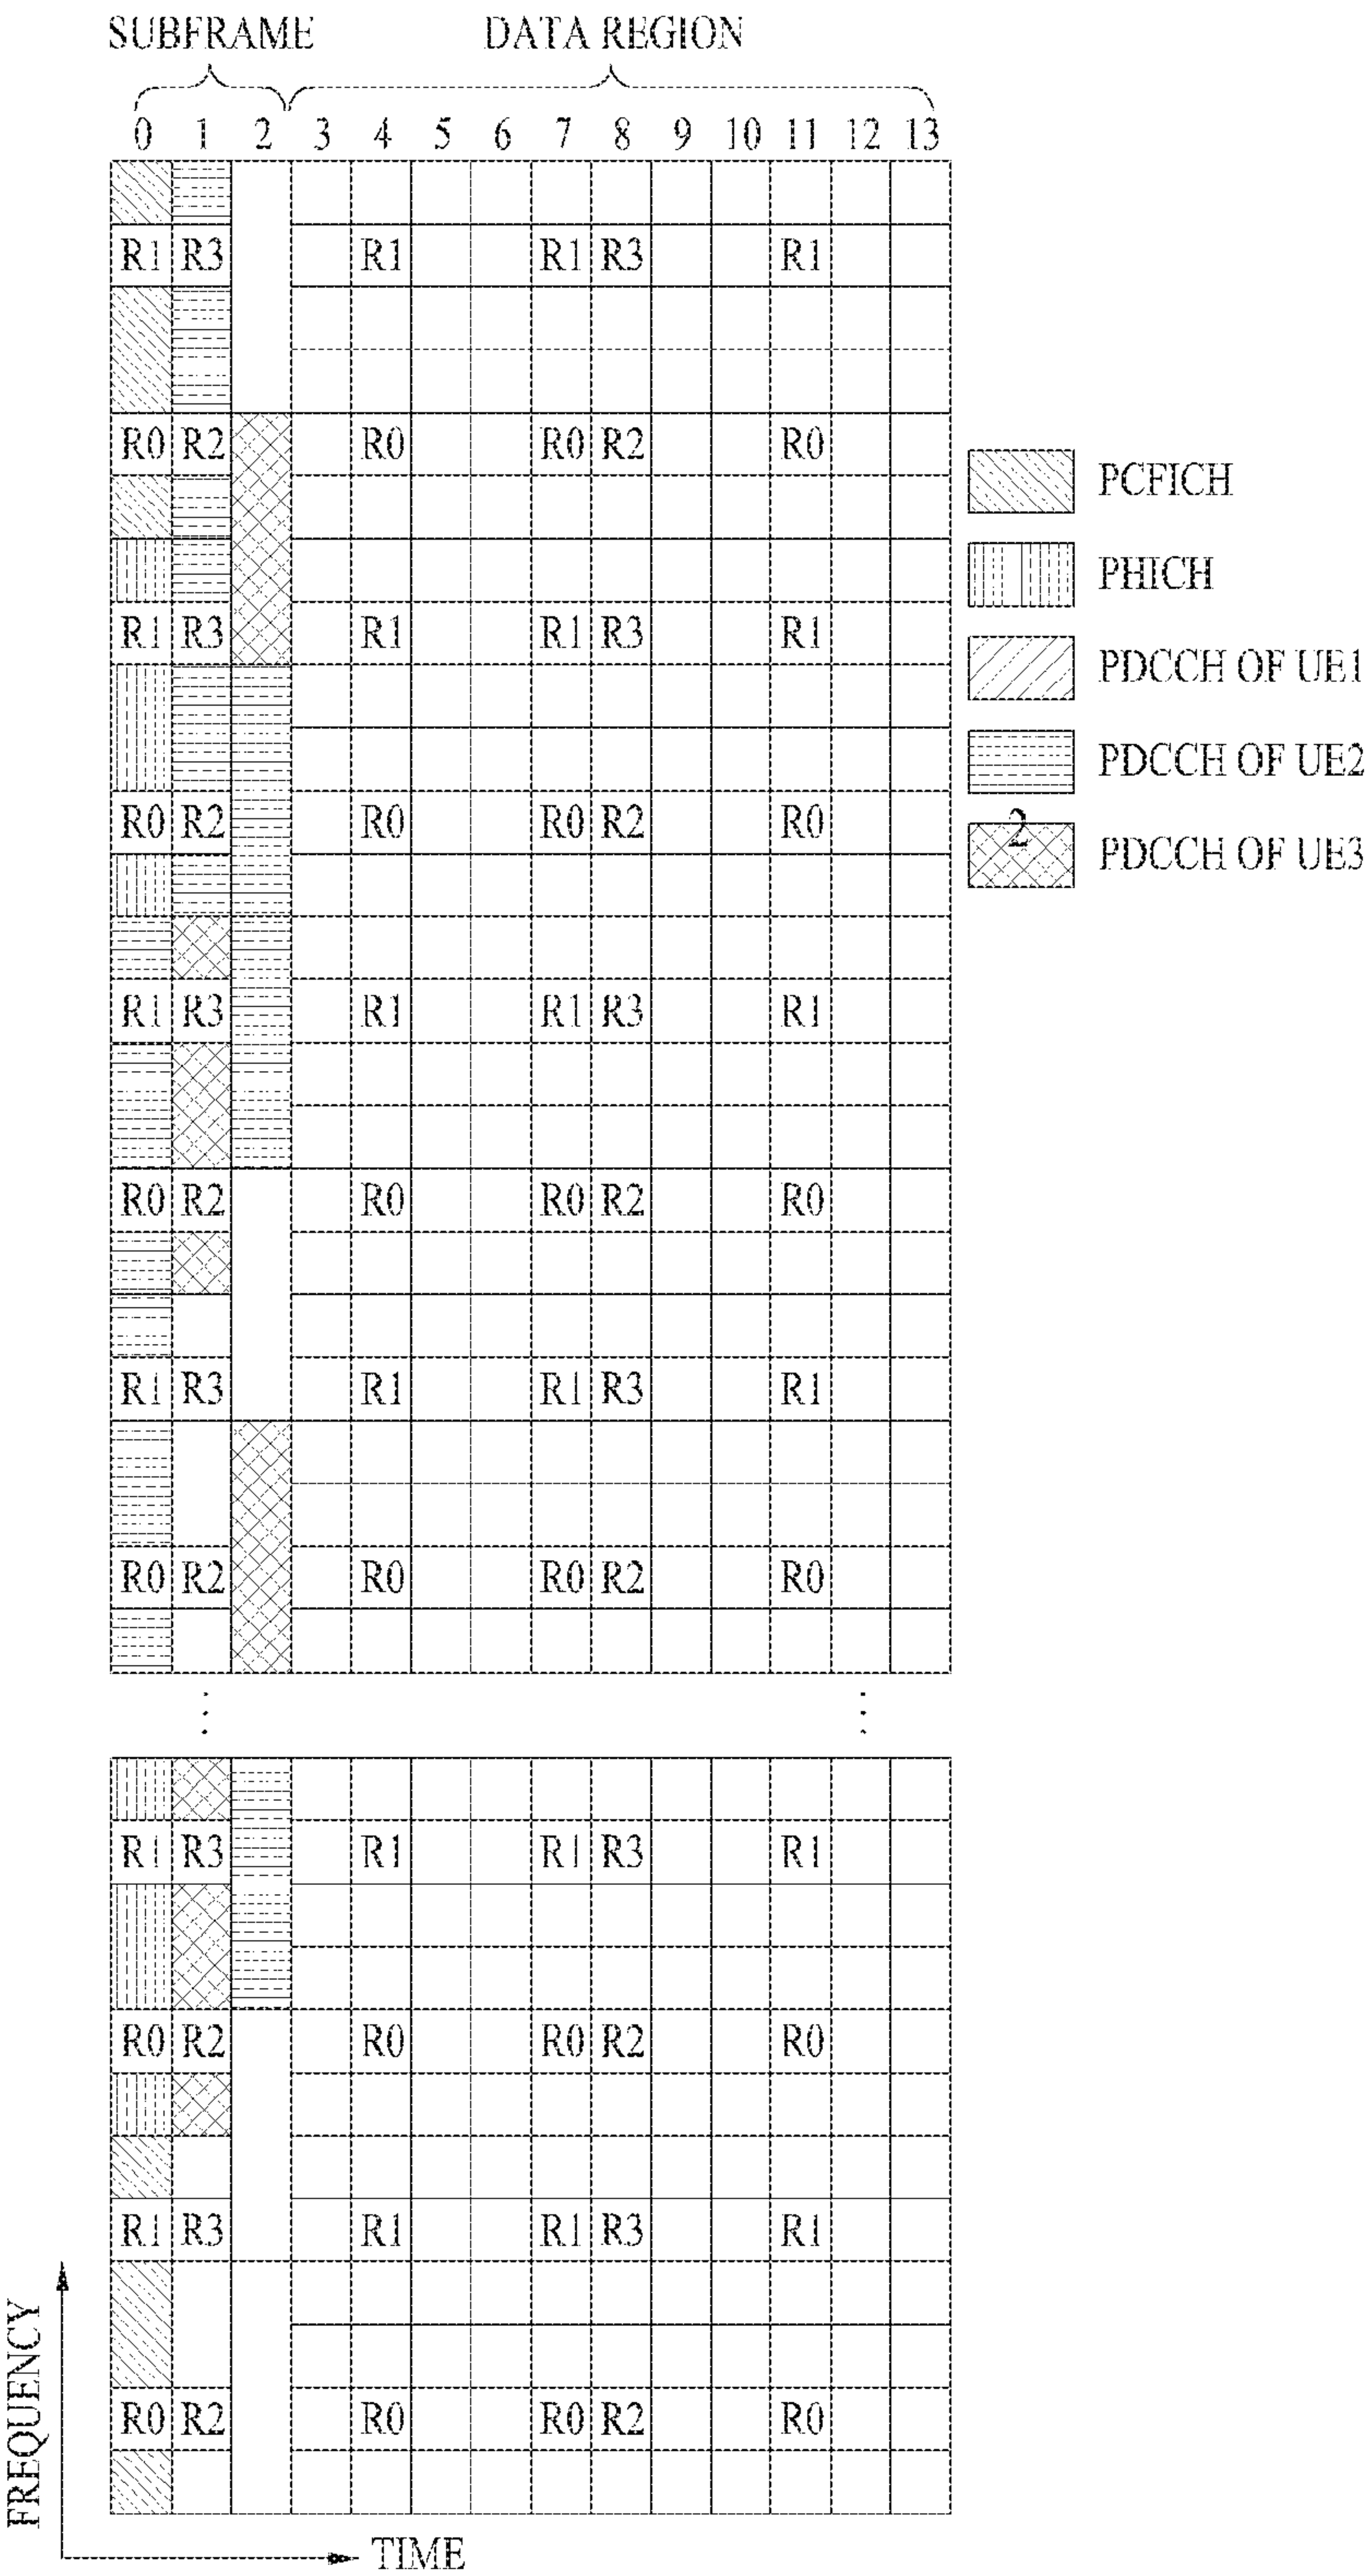 SUBFRAME DATA REGION
0 1 2 3 4 5 6 7 8 9 10 11 12 13
R1 R3 R1 R1 R3 R1
R0 R2 R0 R0 R2 R0
PCFICH
PHICH
R1 R3 R1 R1 R3 R1
PDCCH OF UE1
PDCCH OF UE2
R0 R2 R0 R0 R2 R0
2
PDCCH OF UE3
R1 R3 R1 R1 R3 R1
R0 R2 R0 R0 R2 R0
R1 R3 R1 R1 R3 R1
R0 R2 R0 R0 R2 R0
R1 R3 R1 R1 R3 R1
R0 R2 R0 R0 R2 R0
R1 R3 R1 R1 R3 R1
R0 R2 R0 R0 R2 R0
FREQUENCY
TIME